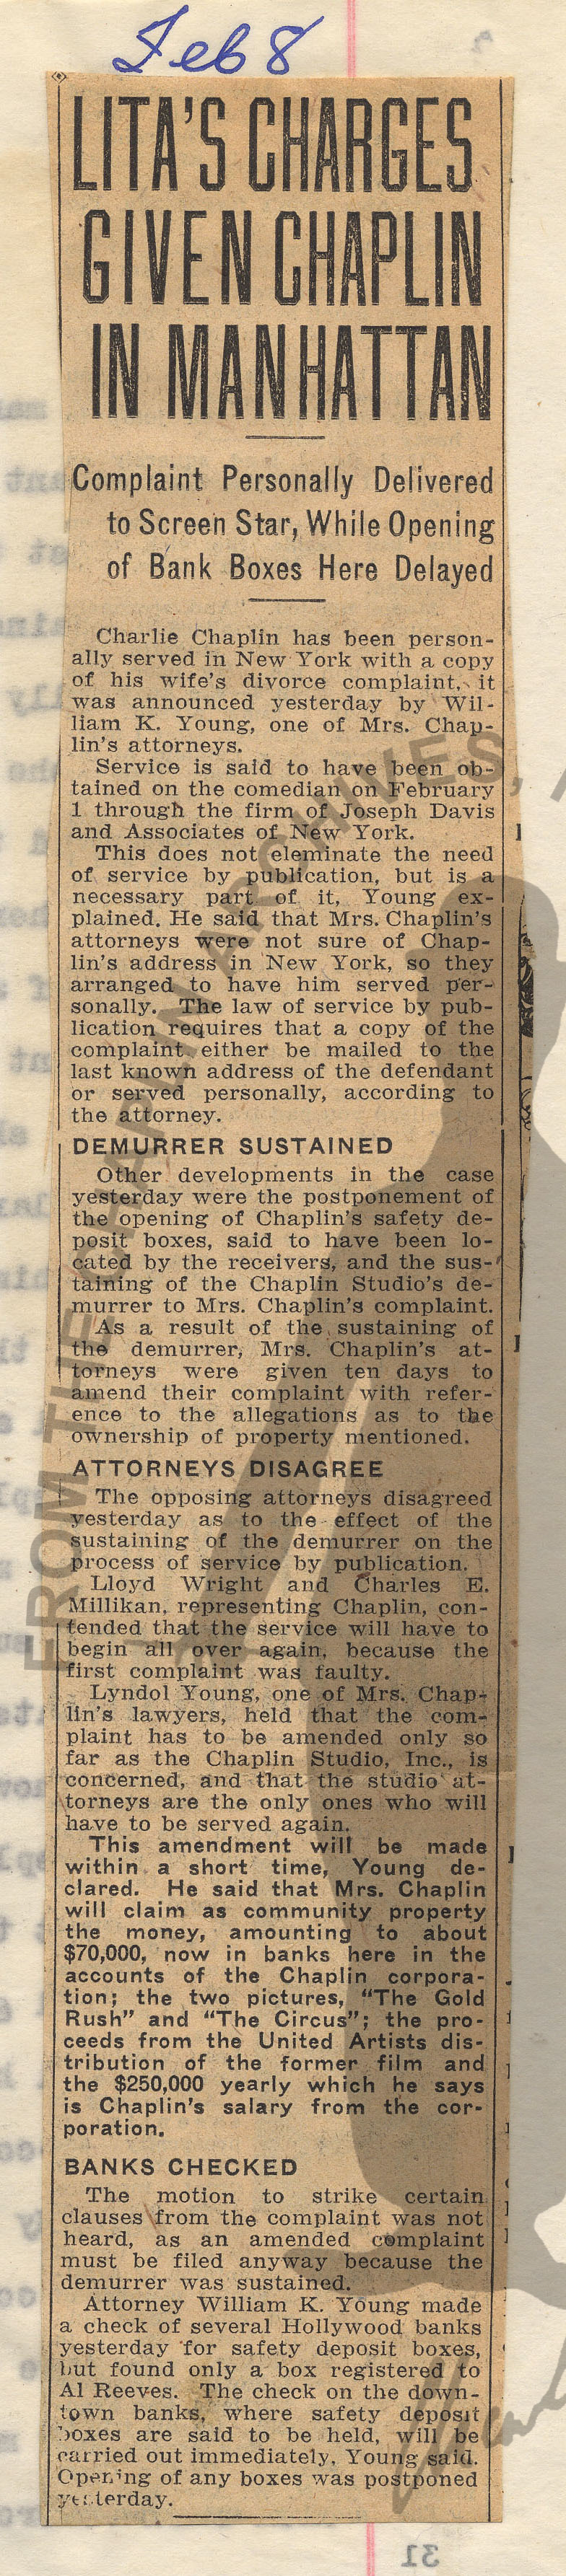 Feb 8
LITA'S CHARGES
GIVEN CHAPLIN
IN MANHATTAN
Complaint Personally Delivered
to Screen Star, While Opening
of Bank Boxes Here Delayed
Charlie Chaplin has been person-
ally served in New York with a copy
of his wife's divorce complaint, it
was announced yesterday by Wil-
liam K. Young, one of Mrs. Chap-
lin's attorneys.
Service is said to have been ob-
tained on the comedian on February
1 through the firm of Joseph Davis
and Associates of New York.
This does not eleminate the need
of service by publication, but is a
necessary part of it, Young ex-
plained. He said that Mrs. Chaplin's
attorneys were not sure of Chap-
lin's address in New York, so they
arranged to have him served per-
sonally. The law of service by pub-
lication requires that a copy of the
complaint either be mailed to the
last known address of the defendant
or served personally, according to
the attorney.
DEMURRER SUSTAINED
Other developments in the case
yesterday were the postponement of
the opening of Chaplin's safety de-
posit boxes, said to have been lo-
cated by the receivers, and the sus-
taining of the Chaplin Studio's de-
murrer to Mrs. Chaplin's complaint.
As a result of the sustaining of
the demurrer, Mrs. Chaplin's at-
torneys were given ten days to
amend their complaint with refer-
ence to the allegations as to the
ownership of property mentioned.
ATTORNEYS DISAGREE
The opposing attorneys disagreed
yesterday as to the effect of the
sustaining of the demurrer on the
process of service by publication.
Lloyd Wright and Charles E.
Millikan, representing Chaplin, con-
tended that the service will have to
begin all over again, because the
first complaint was faulty.
Lyndol Young, one of Mrs. Chap-
lin's lawyers, held that the com-
plaint has to be amended only so
far as the Chaplin Studio, Inc., is
concerned, and that the studio at-
torneys are the only ones who will
have to be served again.
This amendment will be made
within a short time, Young de-
clared. He said that Mrs. Chaplin
will claim as community property
the money, amounting to about
$70,000, now in banks here in the
accounts of the Chaplin corpora-
tion; the two pictures, "The Gold
Rush" and "The Circus"; the pro-
ceeds from the United Artists dis-
tribution of the former film and
the $250,000 yearly which he says
is Chaplin's salary from the cor-
poration.
BANKS CHECKED
The motion to strike certain
clauses from the complaint was not
heard, as an amended complaint
must be filed anyway because the
demurrer was sustained.
Attorney William K. Young made
a check of several Hollywood banks
yesterday for safety deposit boxes,
but found only a box registered to
Al Reeves. The check on the down-
town banks, where safety deposit
boxes are said to be held, will be
carried out immediately, Young said.
Opening of any boxes was postponed
yesterday.
FROM THE CHAPLIN ARCHIVES,
31